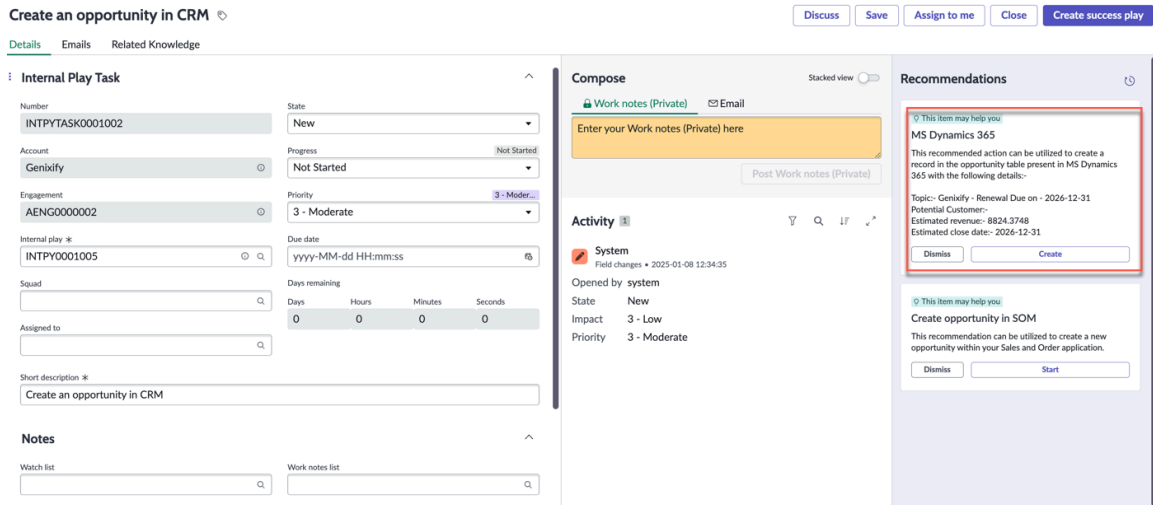 Create an opportunity in CRM
Discuss
Save
Assign to me
Close
Create success play
Details
Emails
Related Knowledge
Internal Play Task
Number
INTPYTASK0001002
State
New
Account
Genixify
Progress
Not Started
Not Started
Engagement
AENG0000002
Priority
3 - Moder...
3 - Moderate
Internal play ✱
INTPY0001005
Due date
yyyy-MM-dd HH:mm:ss
Squad
Days remaining
Days
Hours
Minutes
Seconds
0
0
0
0
Assigned to
Short description ✱
Create an opportunity in CRM
Notes
Watch list
Work notes list
Compose
Stacked view
Work notes (Private)
Email
Enter your Work notes (Private) here
Post Work notes (Private)
Activity 1
System
Field changes • 2025-01-08 12:34:35
Opened by system
State New
Impact 3 - Low
Priority 3 - Moderate
Recommendations
This item may help you
MS Dynamics 365
This recommended action can be utilized to create a
record in the opportunity table present in MS Dynamics
365 with the following details:-
Topic:- Genixify - Renewal Due on - 2026-12-31
Potential Customer:-
Estimated revenue:- 8824.3748
Estimated close date:- 2026-12-31
Dismiss
Create
This item may help you
Create opportunity in SOM
This recommendation can be utilized to create a new
opportunity within your Sales and Order application.
Dismiss
Start